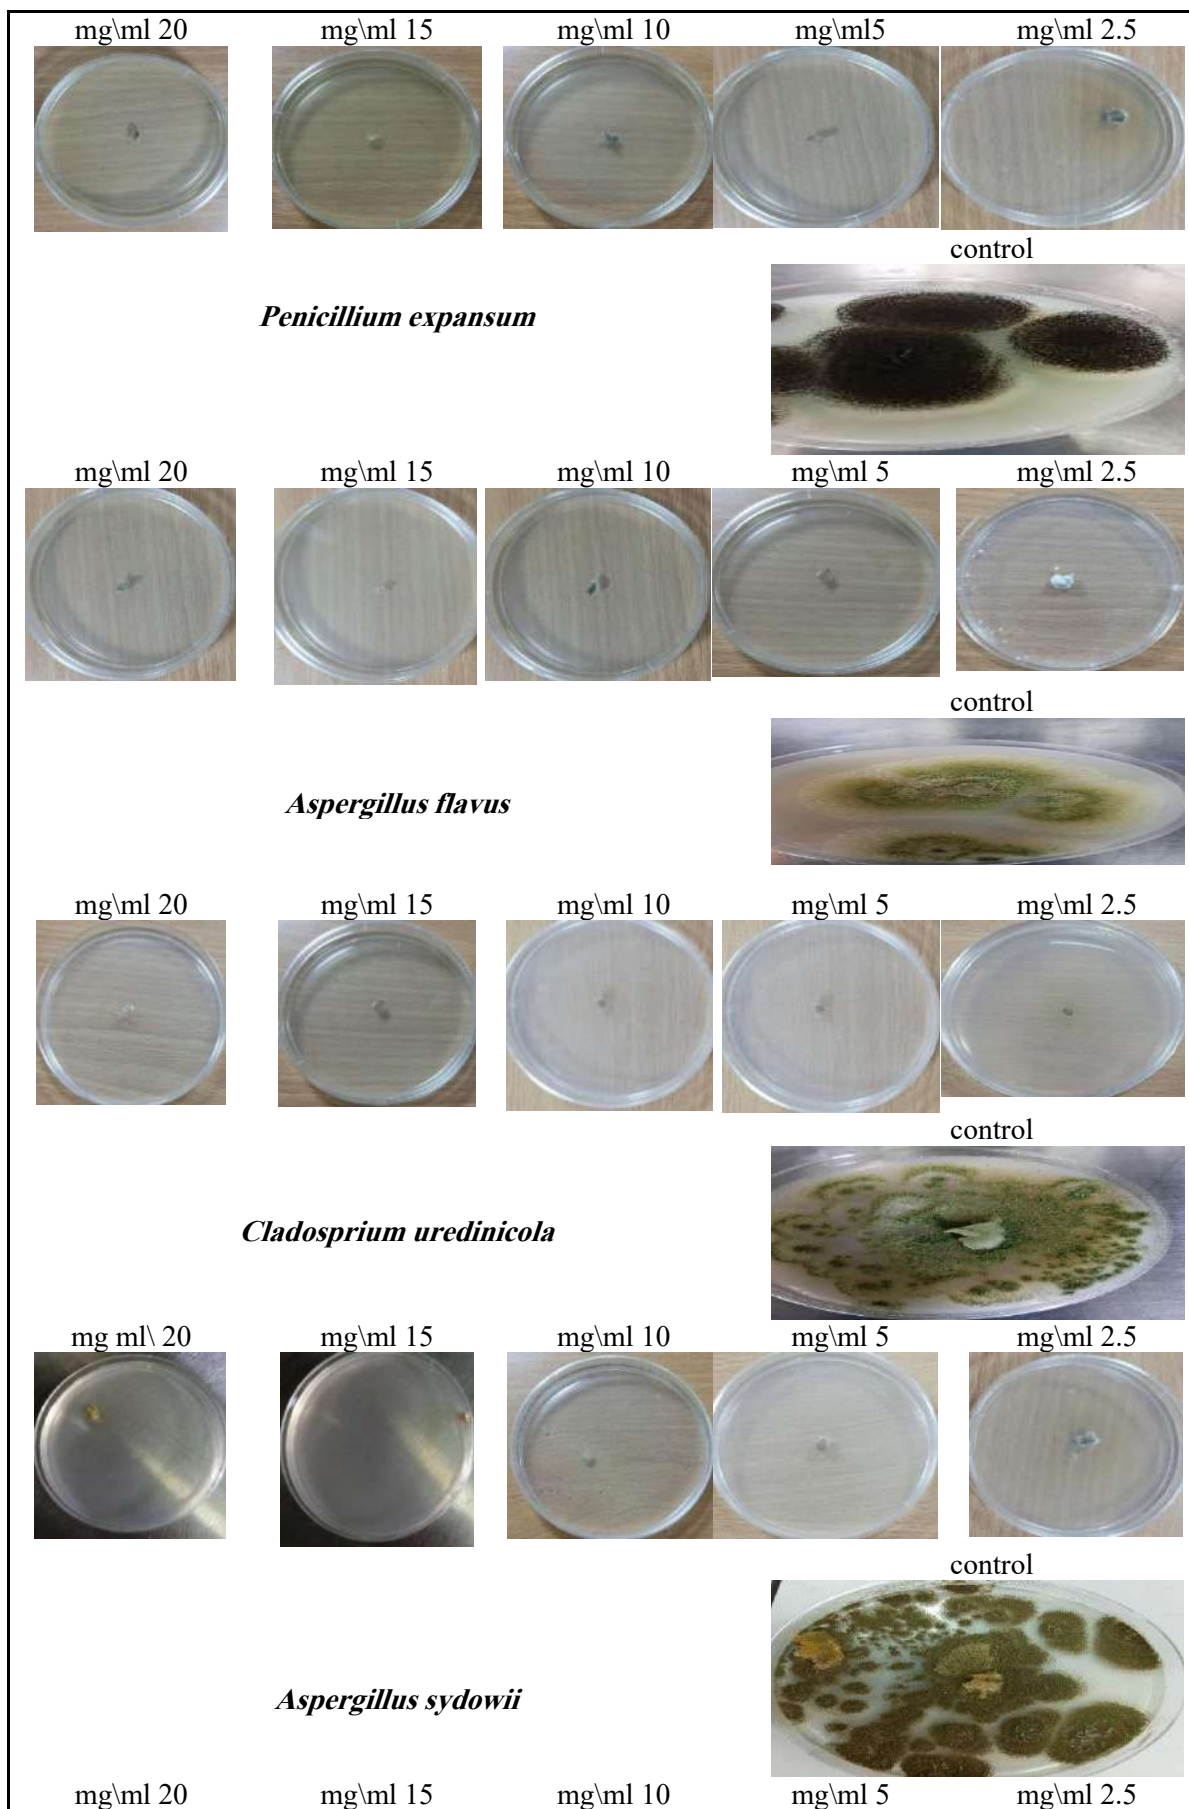 mg\ml 20 mg\ml 15 mg\ml 10 mg\ml5 mg\ml 2.5
control
Penicillium expansum
mg\ml 20 mg\ml 15 mg\ml 10 mg\ml 5 mg\ml 2.5
control
Aspergillus flavus
mg\ml 20 mg\ml 15 mg\ml 10 mg\ml 5 mg\ml 2.5
control
Cladosprium uredinicola
mg ml\ 20 mg\ml 15 mg\ml 10 mg\ml 5 mg\ml 2.5
control
Aspergillus sydowii
mg\ml 20 mg\ml 15 mg\ml 10 mg\ml 5 mg\ml 2.5